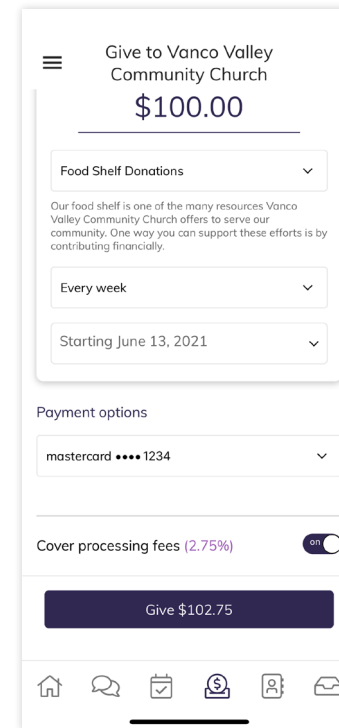 Give to Vanco Valley
Community Church
$100.00
Food Shelf Donations
Our food shelf is one of the many resources Vanco
Valley Community Church offers to serve our
community. One way you can support these efforts is by
contributing financially.
Every week
Starting June 13, 2021
Payment options
mastercard •••• 1234
Cover processing fees (2.75%)
on
Give $102.75